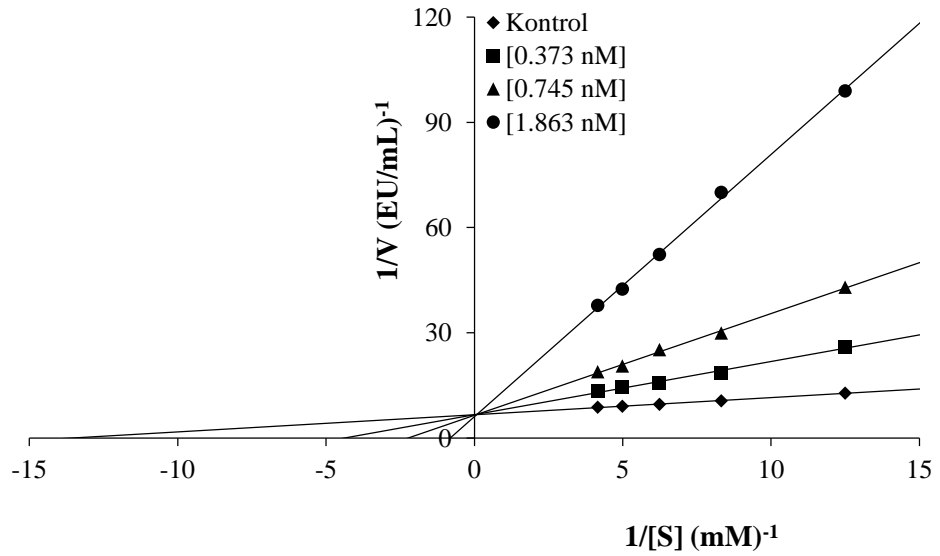 120
90
60
30
0
-15
-10
-5
0
5
10
15
1/V (EU/mL)-1
1/[S] (mM)-1
Kontrol
[0.373 nM]
[0.745 nM]
[1.863 nM]